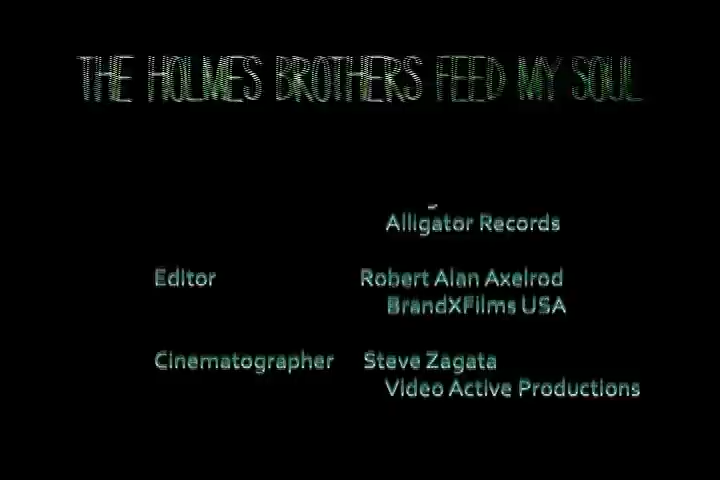 THE HOLMES BROTHERS FEED MY SOUL
Alligator Records
Editor Robert Alan Axelrod
BrandXFilms USA
Cinematographer Steve Zagata
Video Active Productions